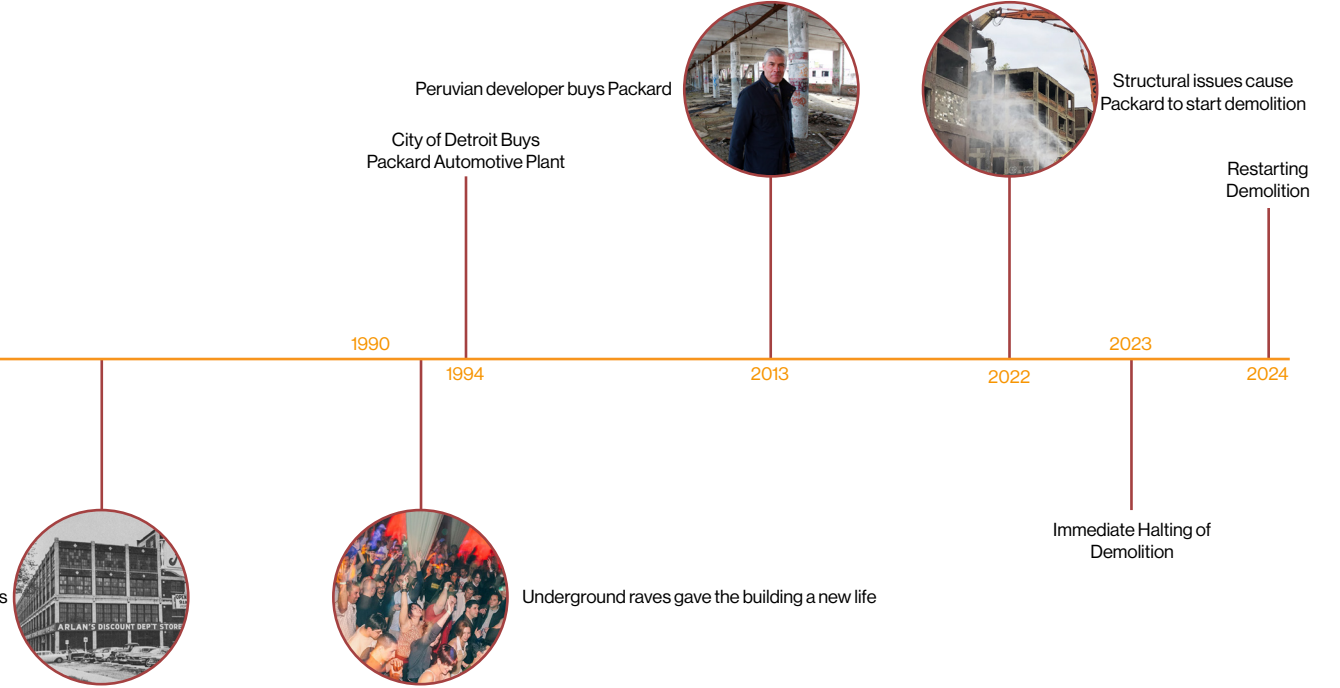 Peruvian developer buys Packard
Structural issues cause
Packard to start demolition
City of Detroit Buys
Packard Automotive Plant
Restarting
Demolition
1990
2023
1994
2013
2022
2024
Immediate Halting of
Demolition
s
Underground raves gave the building a new life
ARLAN'S DISCOUNT DEP'T STORE
OPEN